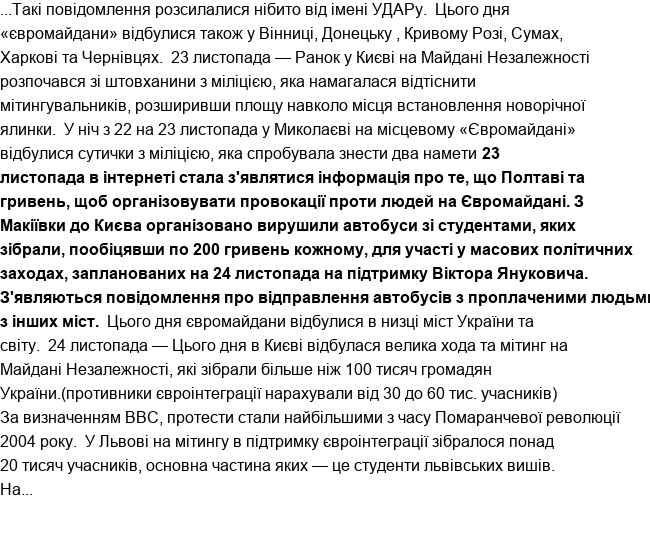 ...Такі повідомлення розсилалися нібито від імені УДАРу.  Цього дня
«євромайдани» відбулися також у Вінниці, Донецьку , Кривому Розі, Сумах,
Харкові та Чернівцях.  23 листопада — Ранок у Києві на Майдані Незалежності
розпочався зі штовханини з міліцією, яка намагалася відтіснити
мітингувальників, розширивши площу навколо місця встановлення новорічної
ялинки.  У ніч з 22 на 23 листопада у Миколаєві на місцевому «Євромайдані»
відбулися сутички з міліцією, яка спробувала знести два намети 23
листопада в інтернеті стала з'являтися інформація про те, що Полтаві та
гривень, щоб організовувати провокації проти людей на Євромайдані. З
Макіївки до Києва організовано вирушили автобуси зі студентами, яких
зібрали, пообіцявши по 200 гривень кожному, для участі у масових політичних
заходах, запланованих на 24 листопада на підтримку Віктора Януковича.
З'являються повідомлення про відправлення автобусів з проплаченими людьми
з інших міст.  Цього дня євромайдани відбулися в низці міст України та
світу.  24 листопада — Цього дня в Києві відбулася велика хода та мітинг на
Майдані Незалежності, які зібрали більше ніж 100 тисяч громадян
України.(противники євроінтеграції нарахували від 30 до 60 тис. учасників)
За визначенням BBC, протести стали найбільшими з часу Помаранчевої революції
2004 року.  У Львові на мітингу в підтримку євроінтеграції зібралося понад
20 тисяч учасників, основна частина яких — це студенти львівських вишів.
На...